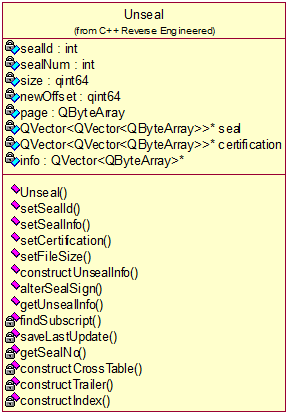 Unseal
(from C++ Reverse Engineered)
sealId : int
sealNum : int
size : qint64
newOffset : qint64
page : QByteArray
QVector<QVector<QByteArray>>* seal
QVector<QVector<QByteArray>>* certification
info : QVector<QByteArray>*
Unseal()
setSealId()
setSealInfo()
setCertifcation()
setFileSize()
constructUnsealInfo()
alterSealSign()
getUnsealInfo()
findSubscript()
saveLastUpdate()
getSealNo()
constructCrossTable()
constructTrailer()
constructIndex()